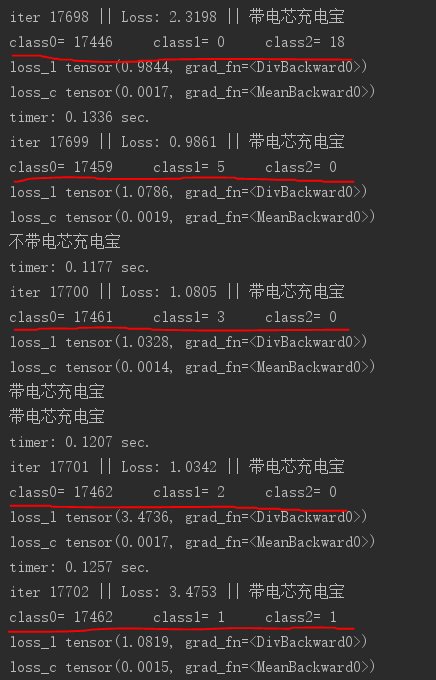 iter 17698 || Loss: 2.3198 || 带电芯充电宝
class0= 17446 class1= 0 class2= 18
loss_l tensor(0.9844, grad_fn=<DivBackward0>)
loss_c tensor(0.0017, grad_fn=<MeanBackward0>)
timer: 0.1336 sec.
iter 17699 || Loss: 0.9861 || 带电芯充电宝
class0= 17459 class1= 5 class2= 0
loss_l tensor(1.0786, grad_fn=<DivBackward0>)
loss_c tensor(0.0019, grad_fn=<MeanBackward0>)
不带电芯充电宝
timer: 0.1177 sec.
iter 17700 || Loss: 1.0805 || 带电芯充电宝
class0= 17461 class1= 3 class2= 0
loss_l tensor(1.0328, grad_fn=<DivBackward0>)
loss_c tensor(0.0014, grad_fn=<MeanBackward0>)
带电芯充电宝
带电芯充电宝
timer: 0.1207 sec.
iter 17701 || Loss: 1.0342 || 带电芯充电宝
class0= 17462 class1= 2 class2= 0
loss_l tensor(3.4736, grad_fn=<DivBackward0>)
loss_c tensor(0.0017, grad_fn=<MeanBackward0>)
timer: 0.1257 sec.
iter 17702 || Loss: 3.4753 || 带电芯充电宝
class0= 17462 class1= 1 class2= 1
loss_l tensor(1.0819, grad_fn=<DivBackward0>)
loss_c tensor(0.0015, grad_fn=<MeanBackward0>)